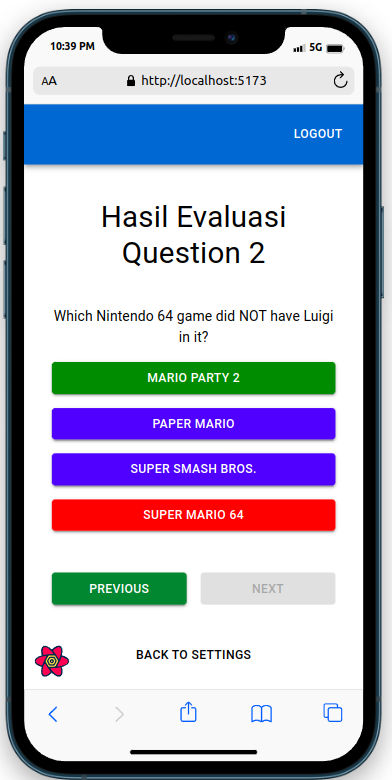 10:39 PM
5G
AA
http://localhost:5173
LOGOUT
Hasil Evaluasi
Question 2
Which Nintendo 64 game did NOT have Luigi
in it?
MARIO PARTY 2
PAPER MARIO
SUPER SMASH BROS.
SUPER MARIO 64
PREVIOUS
NEXT
BACK TO SETTINGS